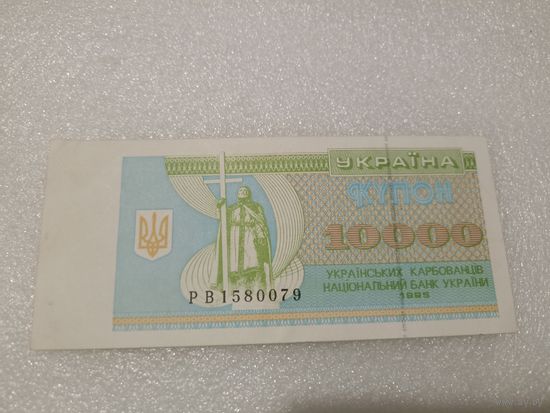 УКРАЇНА
КУПОН
10000
УКРАЇНСЬКИХ КАРБОВАНЦІВ
НАЦІОНАЛЬНИЙ БАНК УКРАЇНИ
1995
РВ1580079